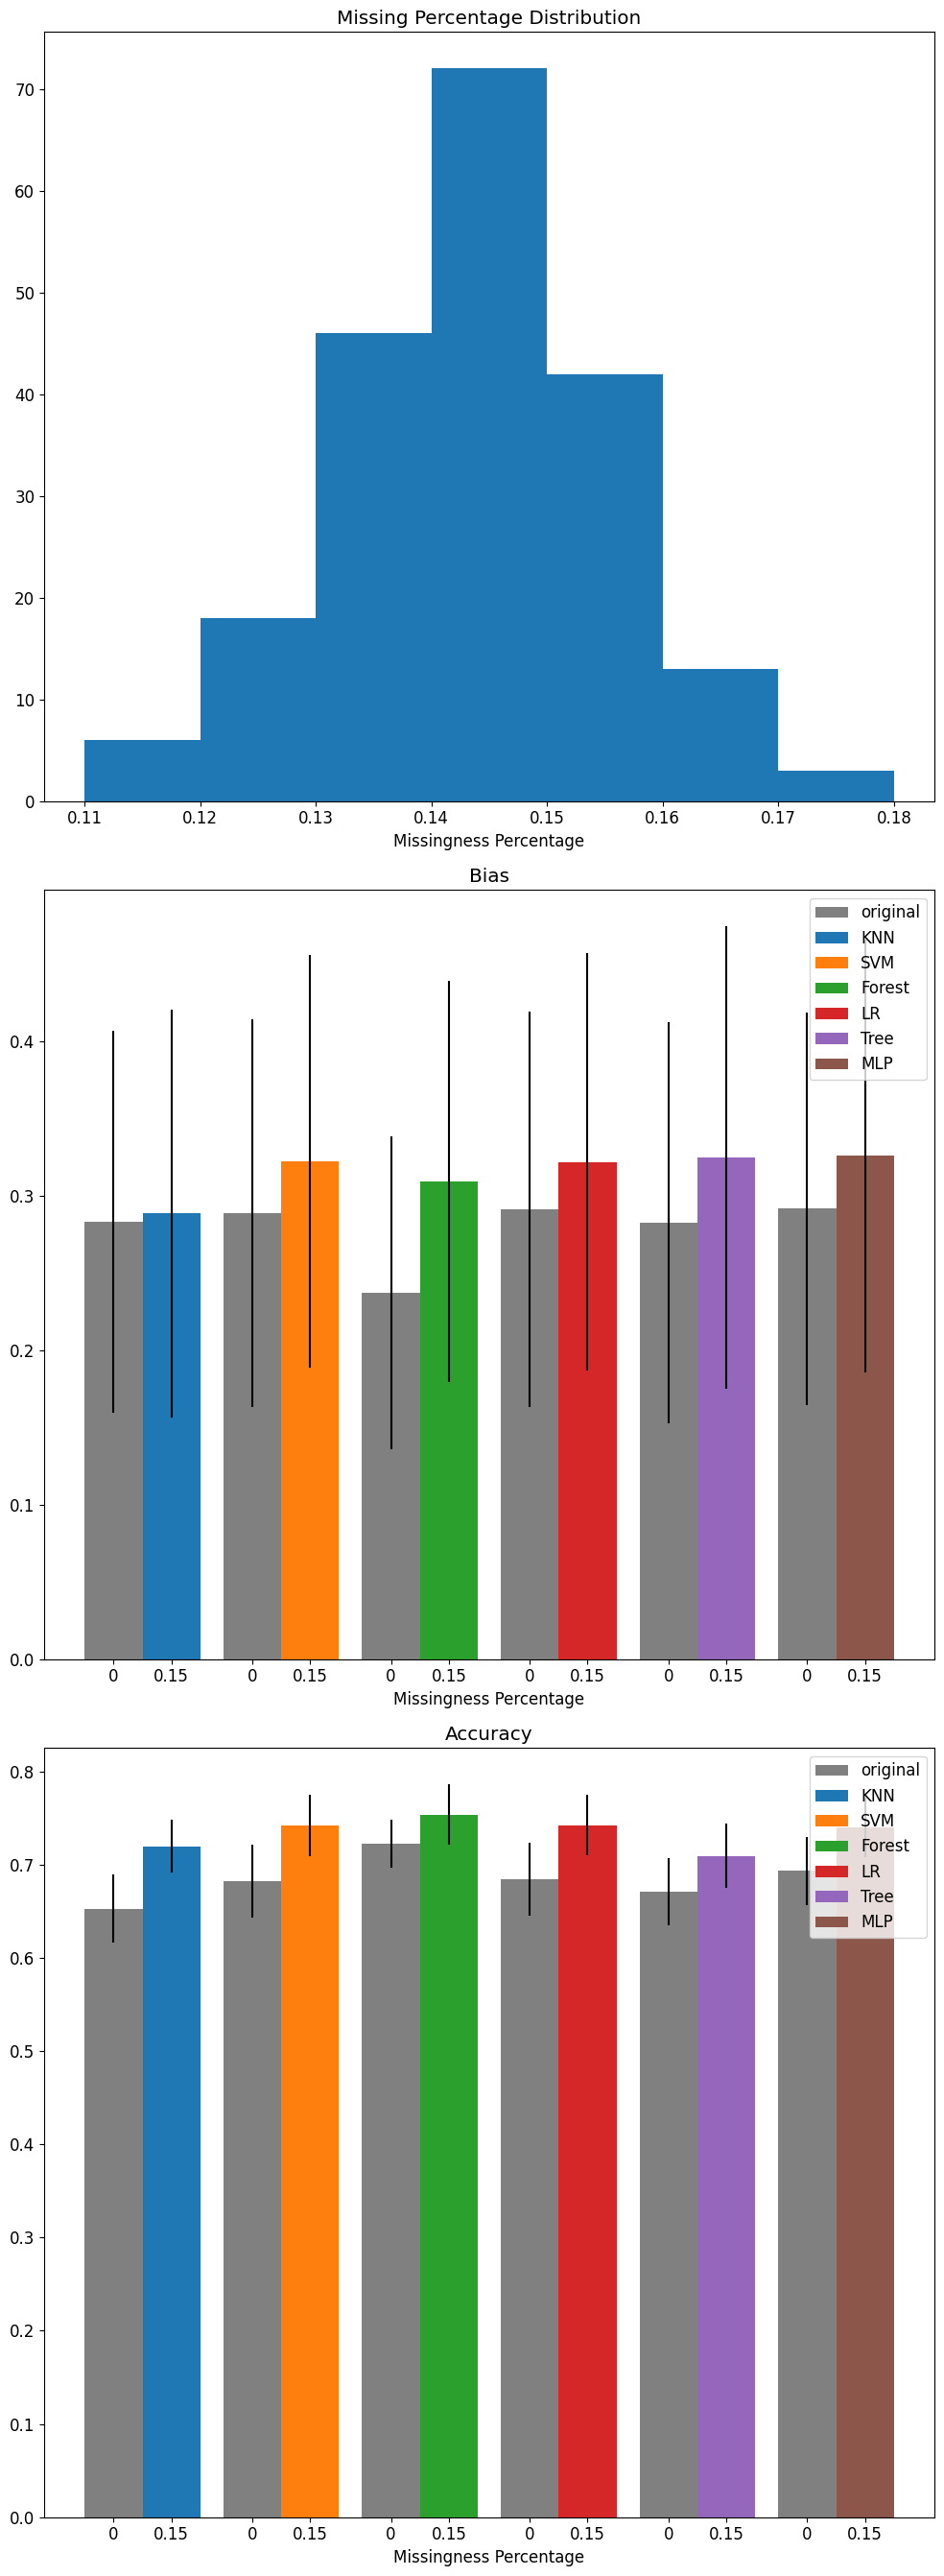 Missing Percentage Distribution
70
60
50
40
30
20
10
0
0.11 0.12 0.13 0.14 0.15 0.16 0.17 0.18
Missingness Percentage
Bias
original
KNN
SVM
Forest
LR
Tree
MLP
0.4
0.3
0.2
0.1
0.0
0 0.15 0 0.15 0 0.15 0 0.15 0 0.15 0 0.15
Missingness Percentage
Accuracy
original
KNN
SVM
Forest
LR
Tree
MLP
0.8
0.7
0.6
0.5
0.4
0.3
0.2
0.1
0.0
0 0.15 0 0.15 0 0.15 0 0.15 0 0.15 0 0.15
Missingness Percentage